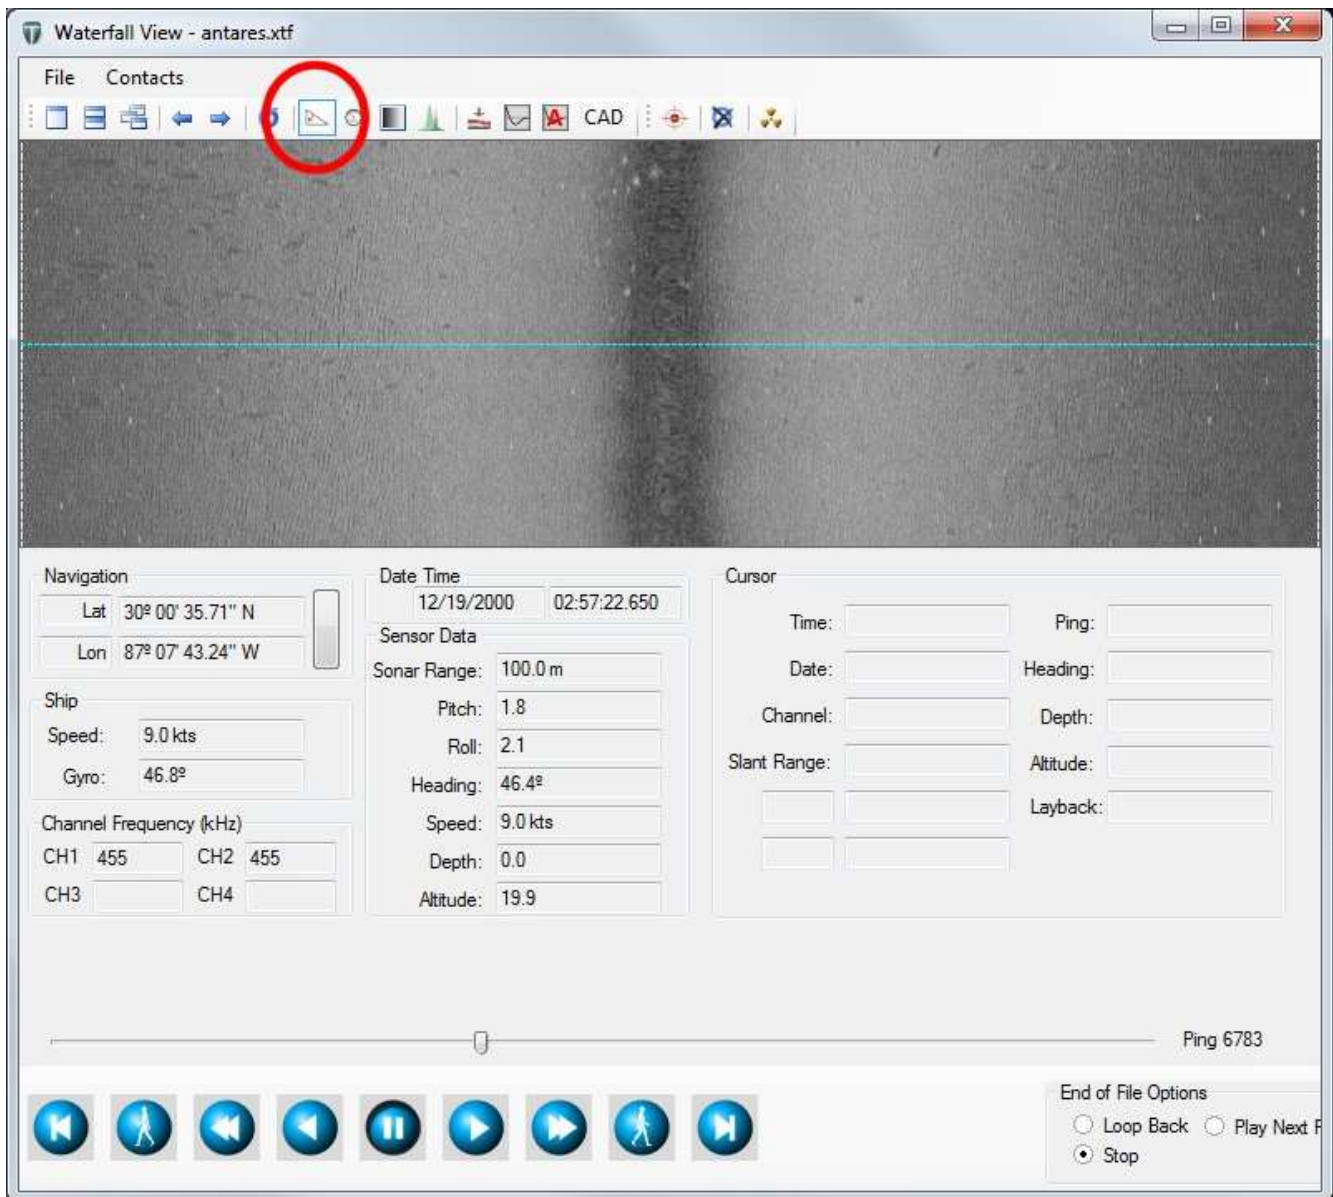 Waterfall View - antares.xtf
File Contacts
CAD
Navigation
Lat 30º 00' 35.71" N
Lon 87º 07' 43.24" W
Ship
Speed: 9.0 kts
Gyro: 46.8º
Channel Frequency (kHz)
CH1 455 CH2 455
CH3 CH4
Date Time
12/19/2000 02:57:22.650
Sensor Data
Sonar Range: 100.0 m
Pitch: 1.8
Roll: 2.1
Heading: 46.4º
Speed: 9.0 kts
Depth: 0.0
Altitude: 19.9
Cursor
Time: Ping:
Date: Heading:
Channel: Depth:
Slant Range: Altitude:
Layback:
Ping 6783
End of File Options
Loop Back Play Next F
Stop